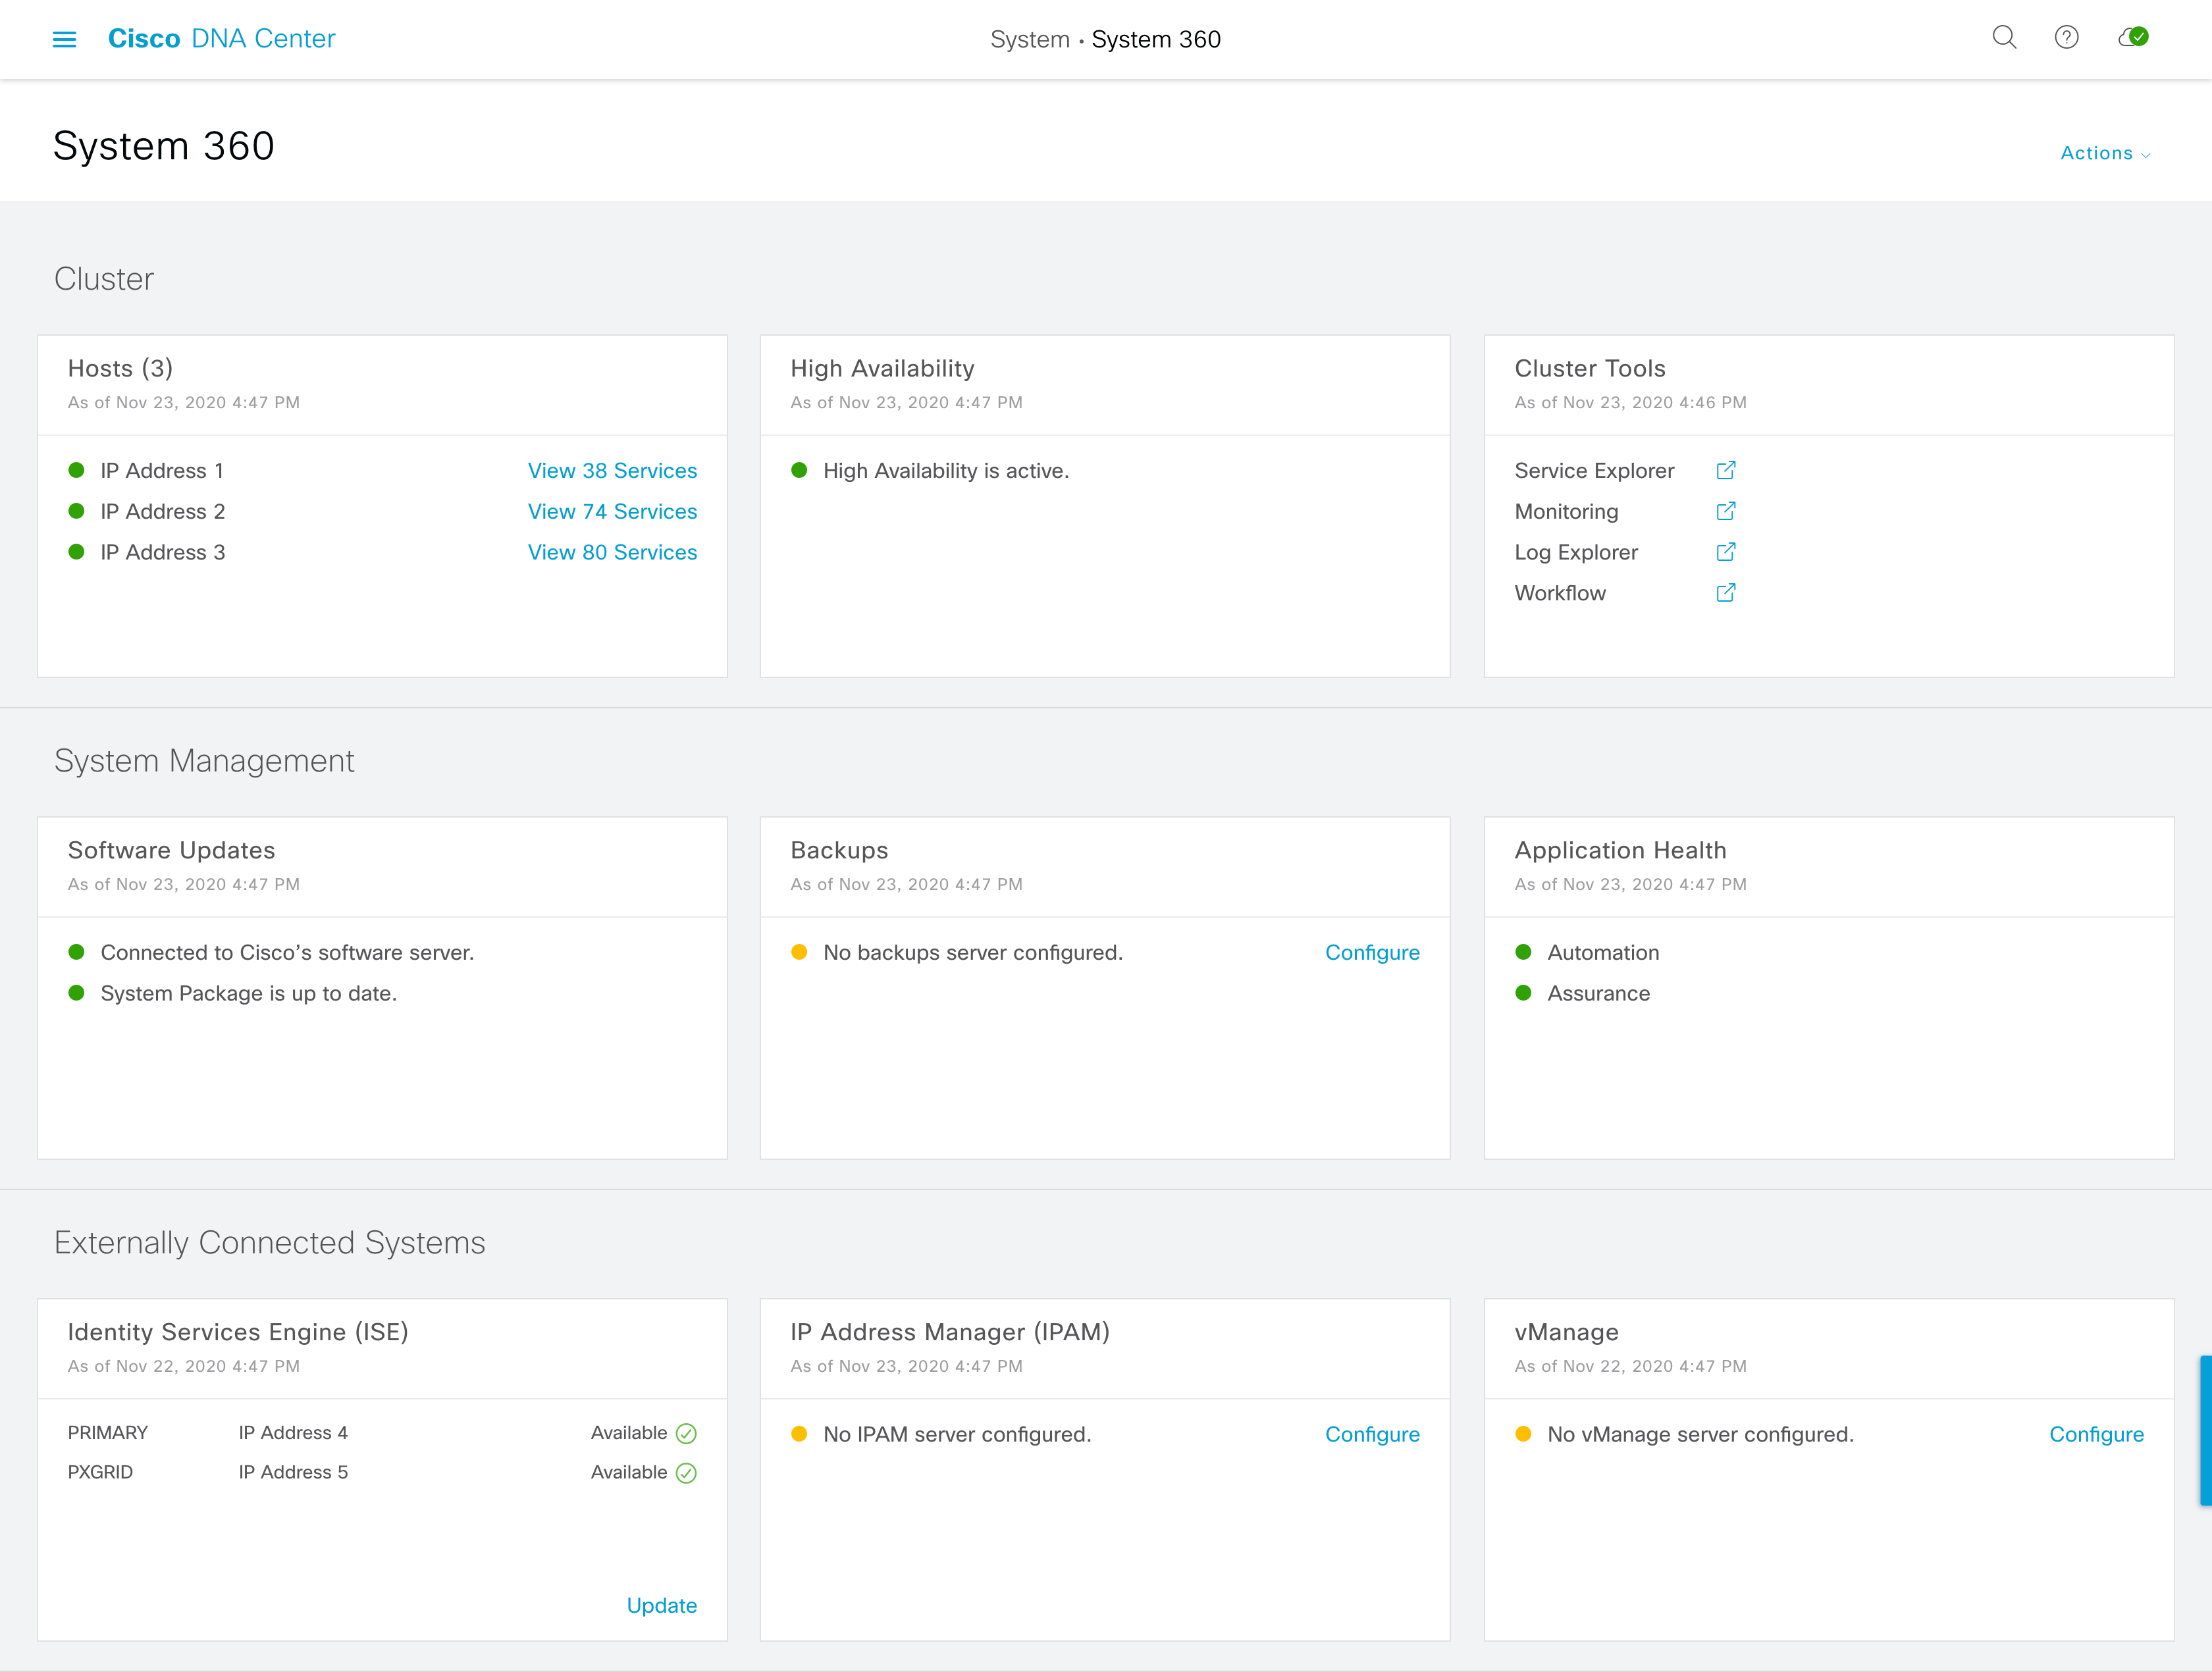 Cisco DNA Center
System • System 360
System 360
Actions
Cluster
Hosts (3)
As of Nov 23, 2020 4:47 PM
IP Address 1 View 38 Services
IP Address 2 View 74 Services
IP Address 3 View 80 Services
High Availability
As of Nov 23, 2020 4:47 PM
High Availability is active.
Cluster Tools
As of Nov 23, 2020 4:46 PM
Service Explorer
Monitoring
Log Explorer
Workflow
System Management
Software Updates
As of Nov 23, 2020 4:47 PM
Connected to Cisco’s software server.
System Package is up to date.
Backups
As of Nov 23, 2020 4:47 PM
No backups server configured. Configure
Application Health
As of Nov 23, 2020 4:47 PM
Automation
Assurance
Externally Connected Systems
Identity Services Engine (ISE)
As of Nov 22, 2020 4:47 PM
PRIMARY IP Address 4 Available
PXGRID IP Address 5 Available
Update
IP Address Manager (IPAM)
As of Nov 23, 2020 4:47 PM
No IPAM server configured. Configure
vManage
As of Nov 22, 2020 4:47 PM
No vManage server configured. Configure